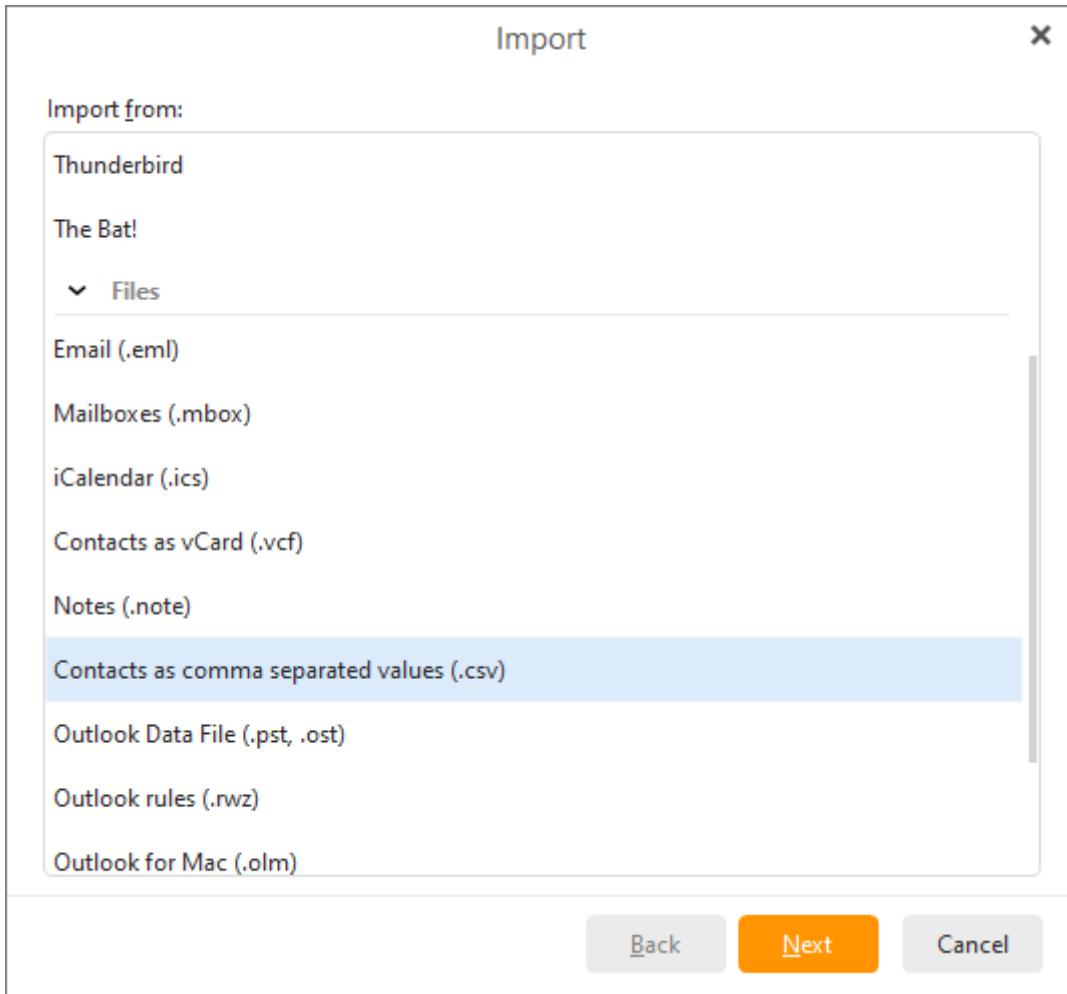 Import
Import from:
Thunderbird
The Bat!
Files
Email (.eml)
Mailboxes (.mbox)
iCalendar (.ics)
Contacts as vCard (.vcf)
Notes (.note)
Contacts as comma separated values (.csv)
Outlook Data File (.pst, .ost)
Outlook rules (.rwz)
Outlook for Mac (.olm)
Back Next Cancel